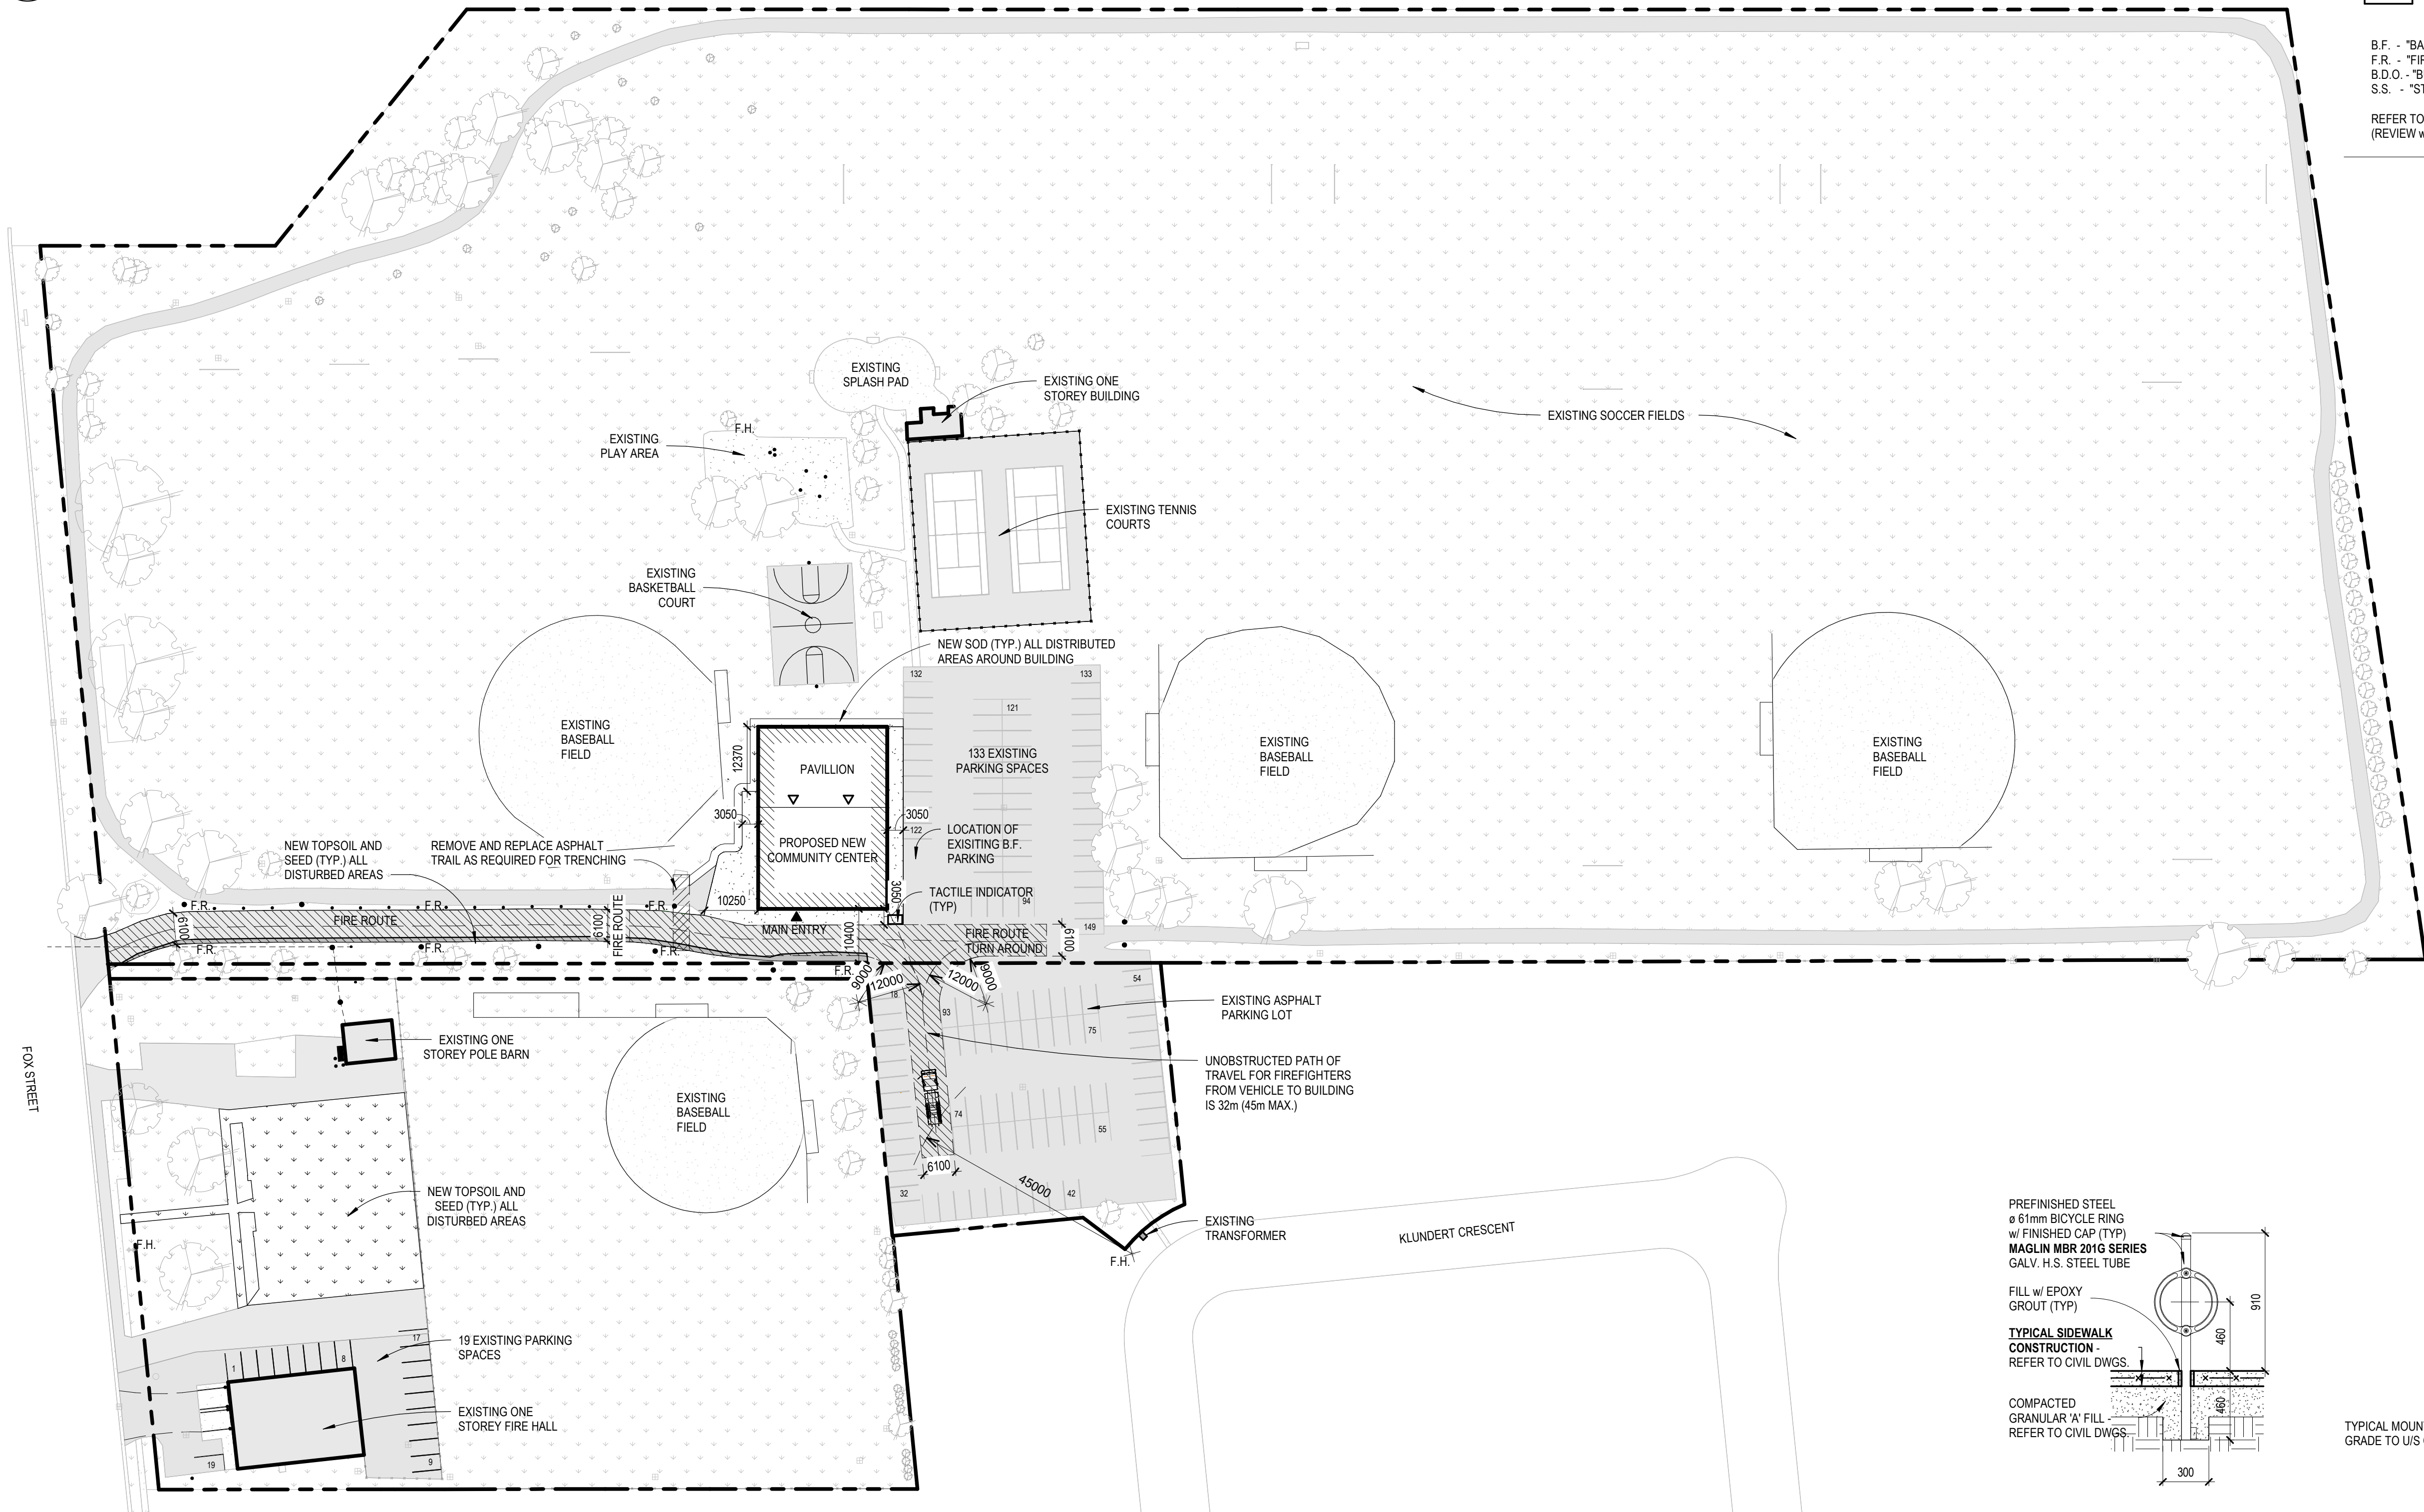 B.F. - "BA
F.R. - "FIR
B.D.O. - "B
S.S. - "ST
REFER TO
(REVIEW w
EXISTING
SPLASH PAD
EXISTING ONE
STOREY BUILDING
EXISTING SOCCER FIELDS
F.H.
EXISTING
PLAY AREA
EXISTING TENNIS
COURTS
EXISTING
BASKETBALL
COURT
NEW SOD (TYP.) ALL DISTRIBUTED
AREAS AROUND BUILDING
132
133
121
EXISTING
BASEBALL
FIELD
12370
PAVILLION
133 EXISTING
PARKING SPACES
EXISTING
BASEBALL
FIELD
EXISTING
BASEBALL
FIELD
3050
3050
122
LOCATION OF
EXISITING B.F.
PARKING
PROPOSED NEW
COMMUNITY CENTER
NEW TOPSOIL AND
SEED (TYP.) ALL
DISTURBED AREAS
REMOVE AND REPLACE ASPHALT
TRAIL AS REQUIRED FOR TRENCHING
3050
TACTILE INDICATOR
(TYP)
94
10250
F.R.
F.R.
F.R.
6100
FIRE ROUTE
6100
FIRE ROUTE
MAIN ENTRY
10400
FIRE ROUTE
TURN AROUND
6100
149
F.R.
F.R.
F.R.
F.R.
9000
12000
12000
9000
18
93
54
75
EXISTING ASPHALT
PARKING LOT
FOX STREET
EXISTING ONE
STOREY POLE BARN
UNOBSTRUCTED PATH OF
TRAVEL FOR FIREFIGHTERS
FROM VEHICLE TO BUILDING
IS 32m (45m MAX.)
EXISTING
BASEBALL
FIELD
74
55
6100
45000
32
42
NEW TOPSOIL AND
SEED (TYP.) ALL
DISTURBED AREAS
F.H.
EXISTING
TRANSFORMER
F.H.
KLUNDERT CRESCENT
17
1
8
19 EXISTING PARKING
SPACES
EXISTING ONE
STOREY FIRE HALL
19
9
PREFINISHED STEEL
ø 61mm BICYCLE RING
w/ FINISHED CAP (TYP)
MAGLIN MBR 201G SERIES
GALV. H.S. STEEL TUBE
FILL w/ EPOXY
GROUT (TYP)
TYPICAL SIDEWALK
CONSTRUCTION -
REFER TO CIVIL DWGS.
COMPACTED
GRANULAR 'A' FILL -
REFER TO CIVIL DWGS.
910
460
460
300
TYPICAL MOUN
GRADE TO U/S